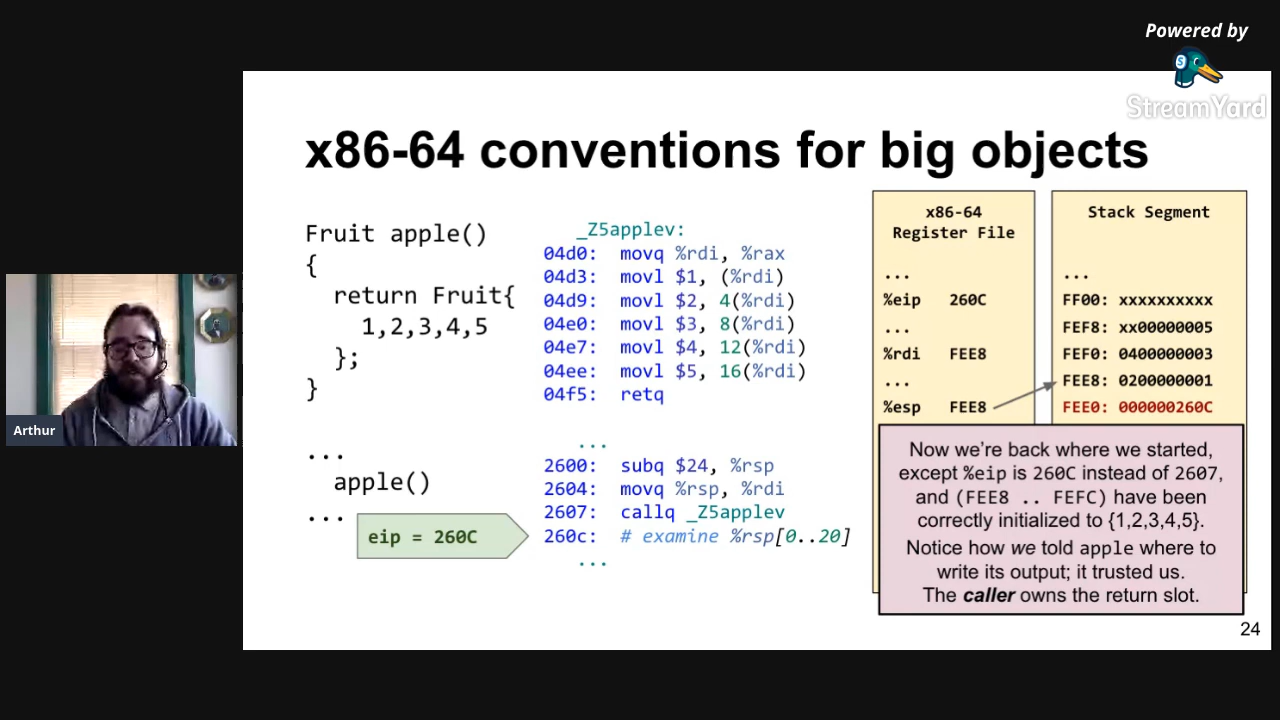 Powered by
StreamYard
x86-64 conventions for big objects
Fruit apple()
{
return Fruit{
1,2,3,4,5
};
}
...
apple()
...
eip = 260C
_Z5applev:
04d0: movq %rdi, %rax
04d3: movl $1, (%rdi)
04d9: movl $2, 4(%rdi)
04e0: movl $3, 8(%rdi)
04e7: movl $4, 12(%rdi)
04ee: movl $5, 16(%rdi)
04f5: retq
...
2600: subq $24, %rsp
2604: movq %rsp, %rdi
2607: callq _Z5applev
260c: # examine %rsp[0..20]
...
x86-64
Register File
...
%eip 260C
...
%rdi FEE8
...
%esp FEE8
Stack Segment
...
FF00: xxxxxxxxxx
FEF8: xx00000005
FEF0: 0400000003
FEE8: 0200000001
FEE0: 000000260C
Now we're back where we started,
except %eip is 260C instead of 2607,
and (FEE8 .. FEFC) have been
correctly initialized to {1,2,3,4,5}.
Notice how we told apple where to
write its output; it trusted us.
The caller owns the return slot.
24
Arthur